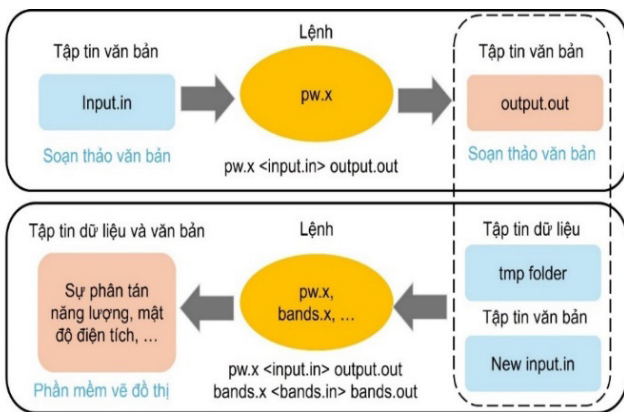 Lệnh
Tập tin văn bản
Tập tin văn bản
Input.in
pw.x
output.out
Soạn thảo văn bản
Soạn thảo văn bản
pw.x <input.in> output.out
Tập tin dữ liệu và văn bản
Lệnh
Tập tin dữ liệu
Sự phân tán
năng lượng, mật
độ điện tích, ...
pw.x,
bands.x, ...
tmp folder
Tập tin văn bản
New input.in
pw.x <input.in> output.out
bands.x <bands.in> bands.out
Phần mềm vẽ đồ thị